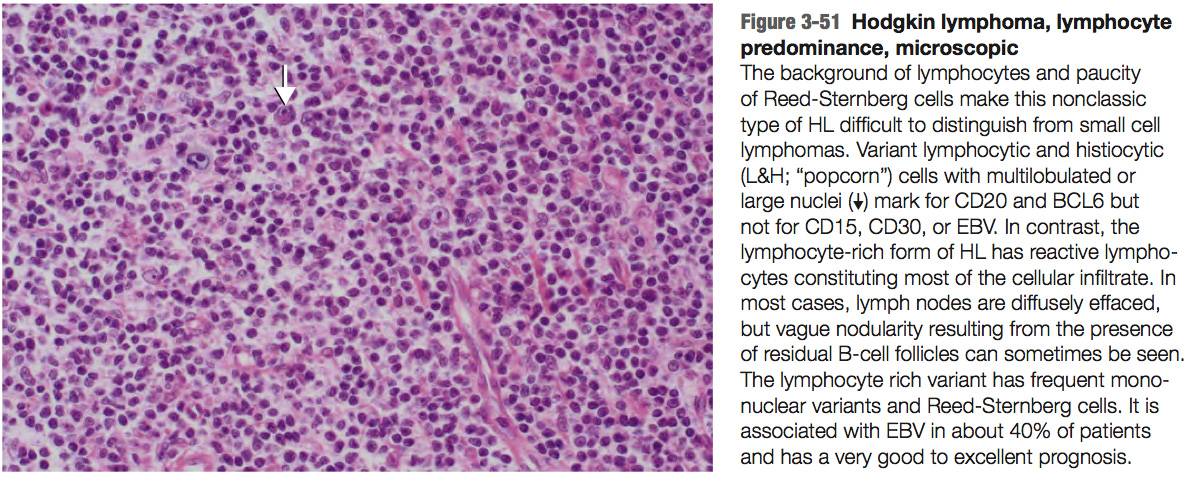 Figure 3-51 Hodgkin lymphoma, lymphocyte
predominance, microscopic
The background of lymphocytes and paucity
of Reed-Sternberg cells make this nonclassic
type of HL difficult to distinguish from small cell
lymphomas. Variant lymphocytic and histiocytic
(L&H; “popcorn”) cells with multilobulated or
large nuclei (↓) mark for CD20 and BCL6 but
not for CD15, CD30, or EBV. In contrast, the
lymphocyte-rich form of HL has reactive lympho-
cytes constituting most of the cellular infiltrate. In
most cases, lymph nodes are diffusely effaced,
but vague nodularity resulting from the presence
of residual B-cell follicles can sometimes be seen.
The lymphocyte rich variant has frequent mono-
nuclear variants and Reed-Sternberg cells. It is
associated with EBV in about 40% of patients
and has a very good to excellent prognosis.